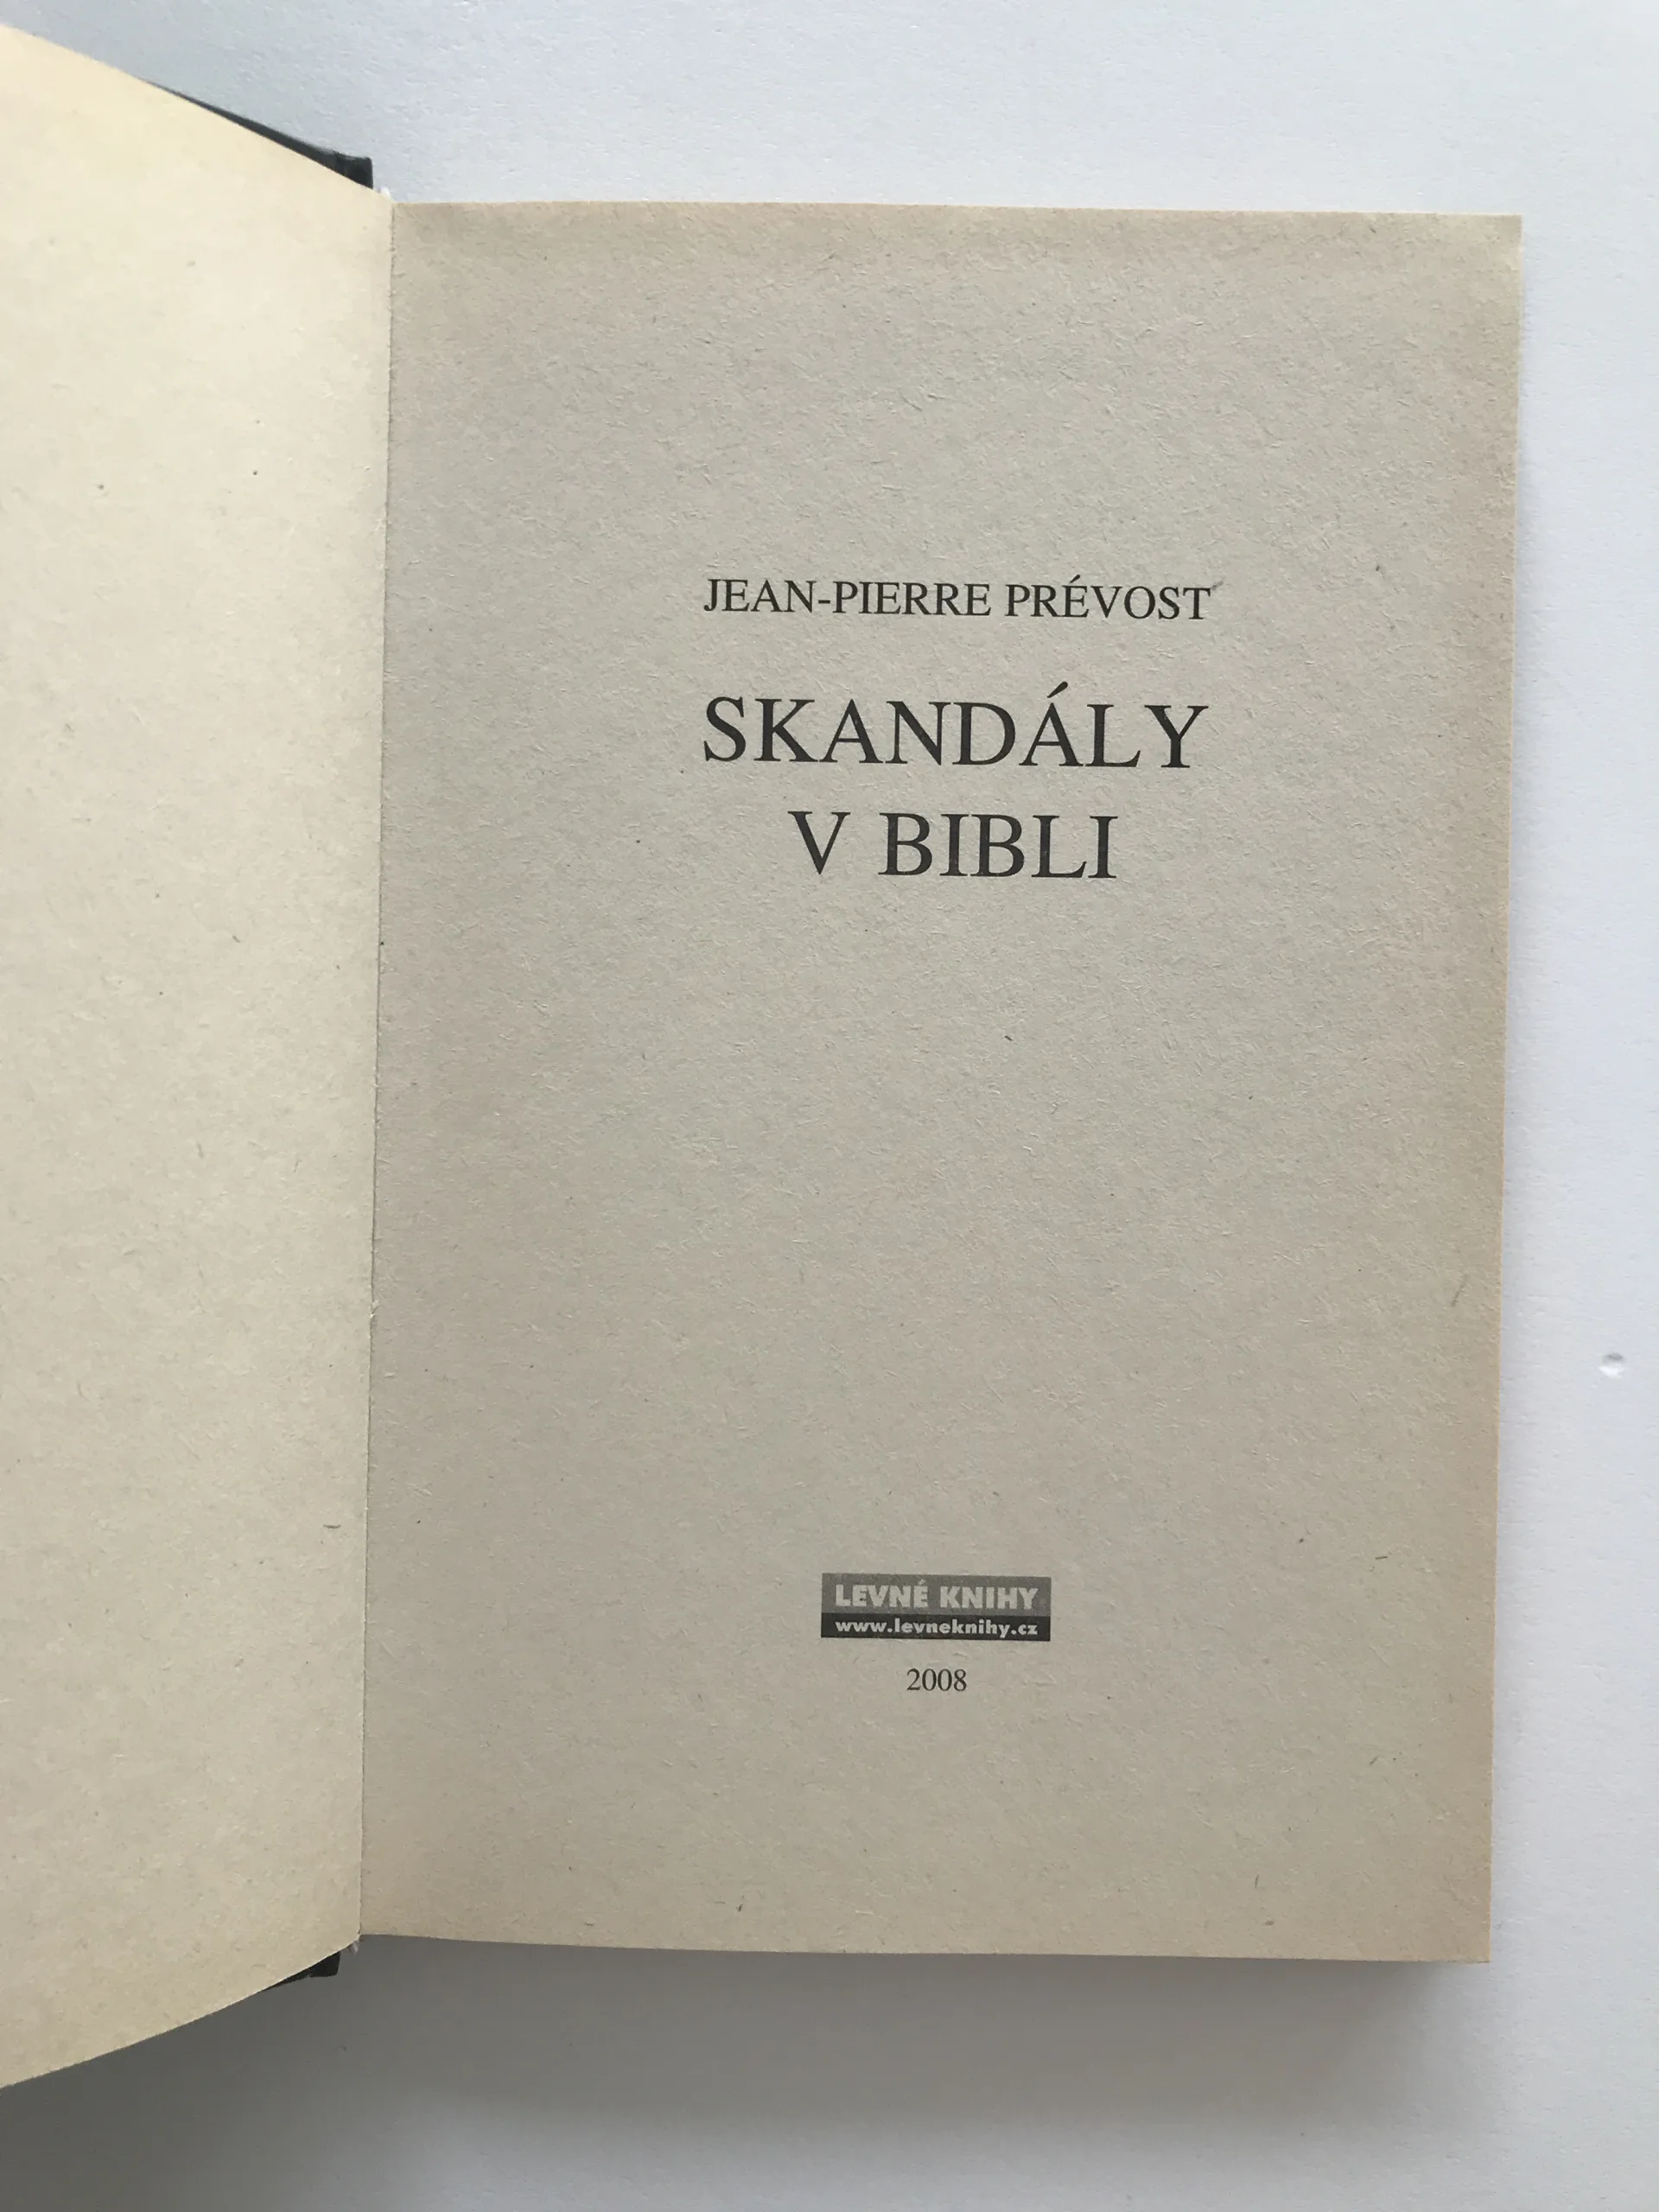 JEAN-PIERRE PRÉVOST
SKANDÁLY
V BIBLI
LEVNÉ KNIHY
www.levneknihy.cz
2008